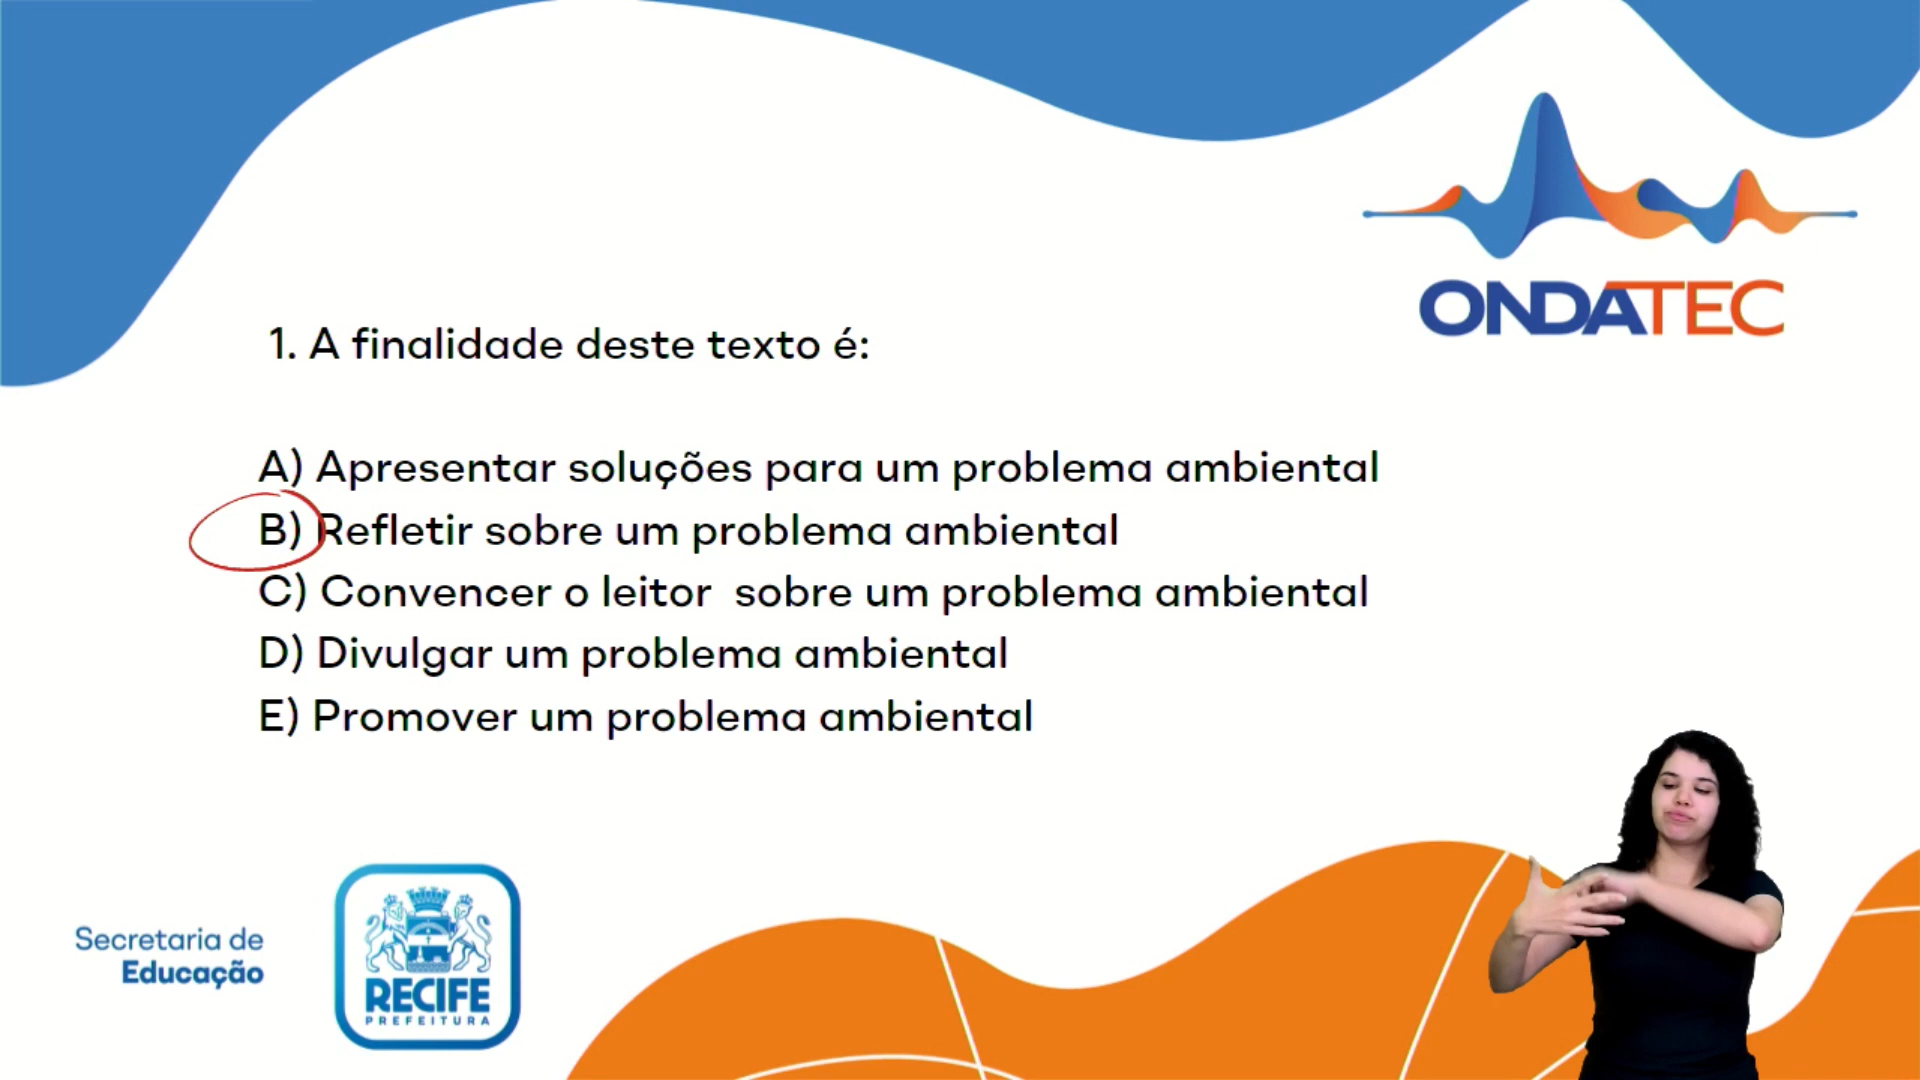 ONDATEC
1. A finalidade deste texto é:
A) Apresentar soluções para um problema ambiental
B) Refletir sobre um problema ambiental
C) Convencer o leitor  sobre um problema ambiental
D) Divulgar um problema ambiental
E) Promover um problema ambiental
Secretaria de
Educação
RECIFE
PREFEITURA